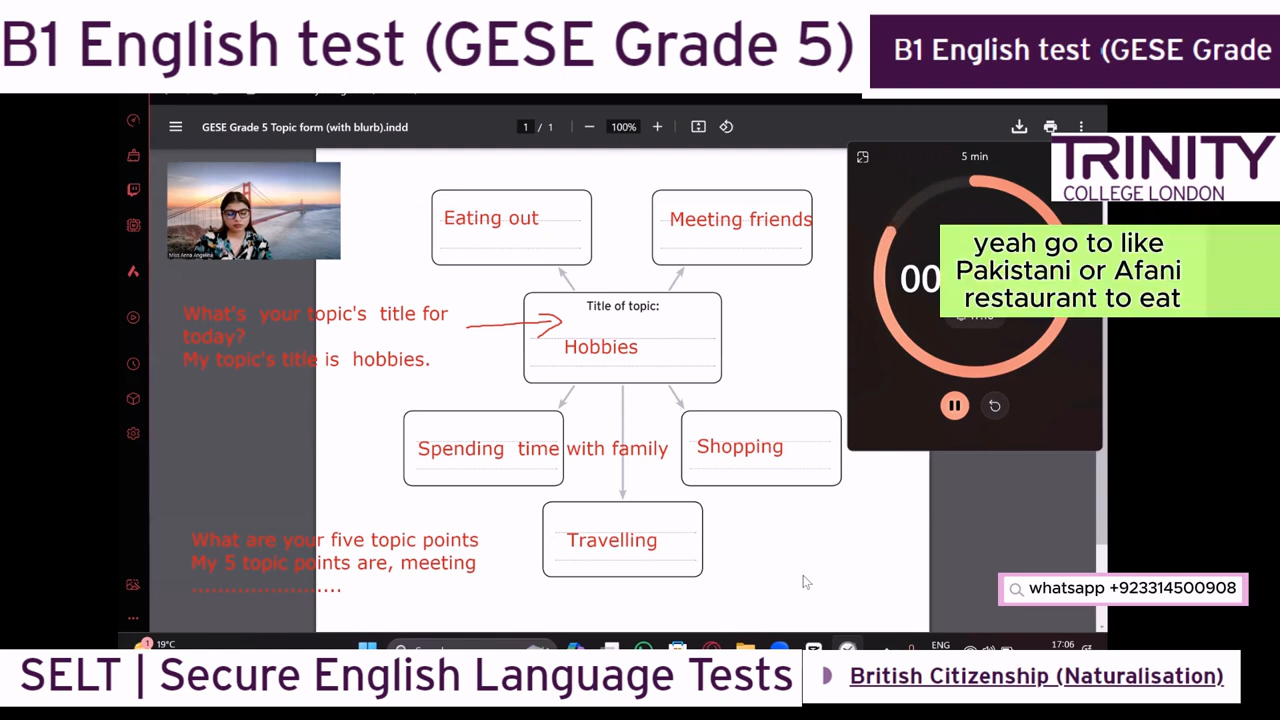 B1 English test (GESE Grade 5)
B1 English test (GESE Grade
GESE Grade 5 Topic form (with blurb).indd
1 / 1
100%
5 min
TRINITY
COLLEGE LONDON
Miss Anna Angelina
Eating out
Meeting friends
00
yeah go to like
Pakistani or Afani
restaurant to eat
What's your topic's title for
today?
My topic's title is hobbies.
Title of topic:
Hobbies
Spending time with family
Shopping
What are your five topic points
My 5 topic points are, meeting
......................
Travelling
whatsapp +923314500908
1
19°C
ENG
17:06
SELT | Secure English Language Tests
British Citizenship (Naturalisation)